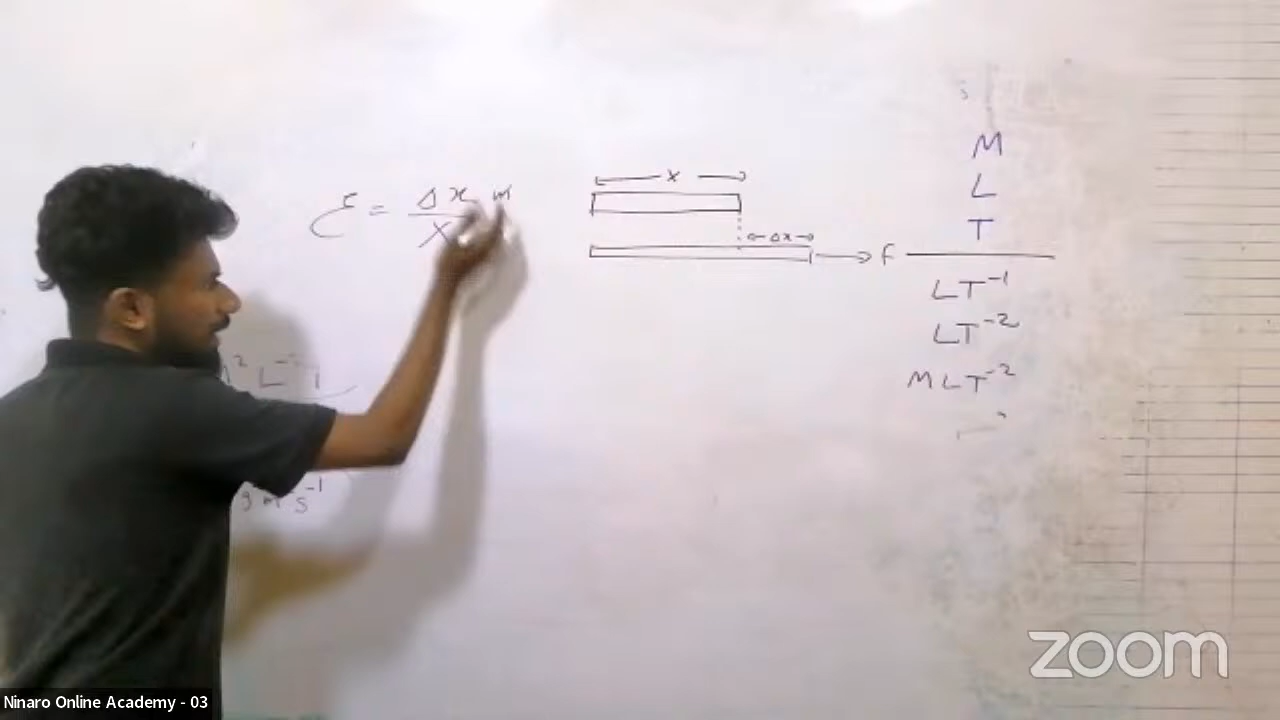 ε = Δx/x m
x
Δx
F
M
L
T
LT⁻¹
LT⁻²
MLT⁻²
zoom
Ninaro Online Academy - 03